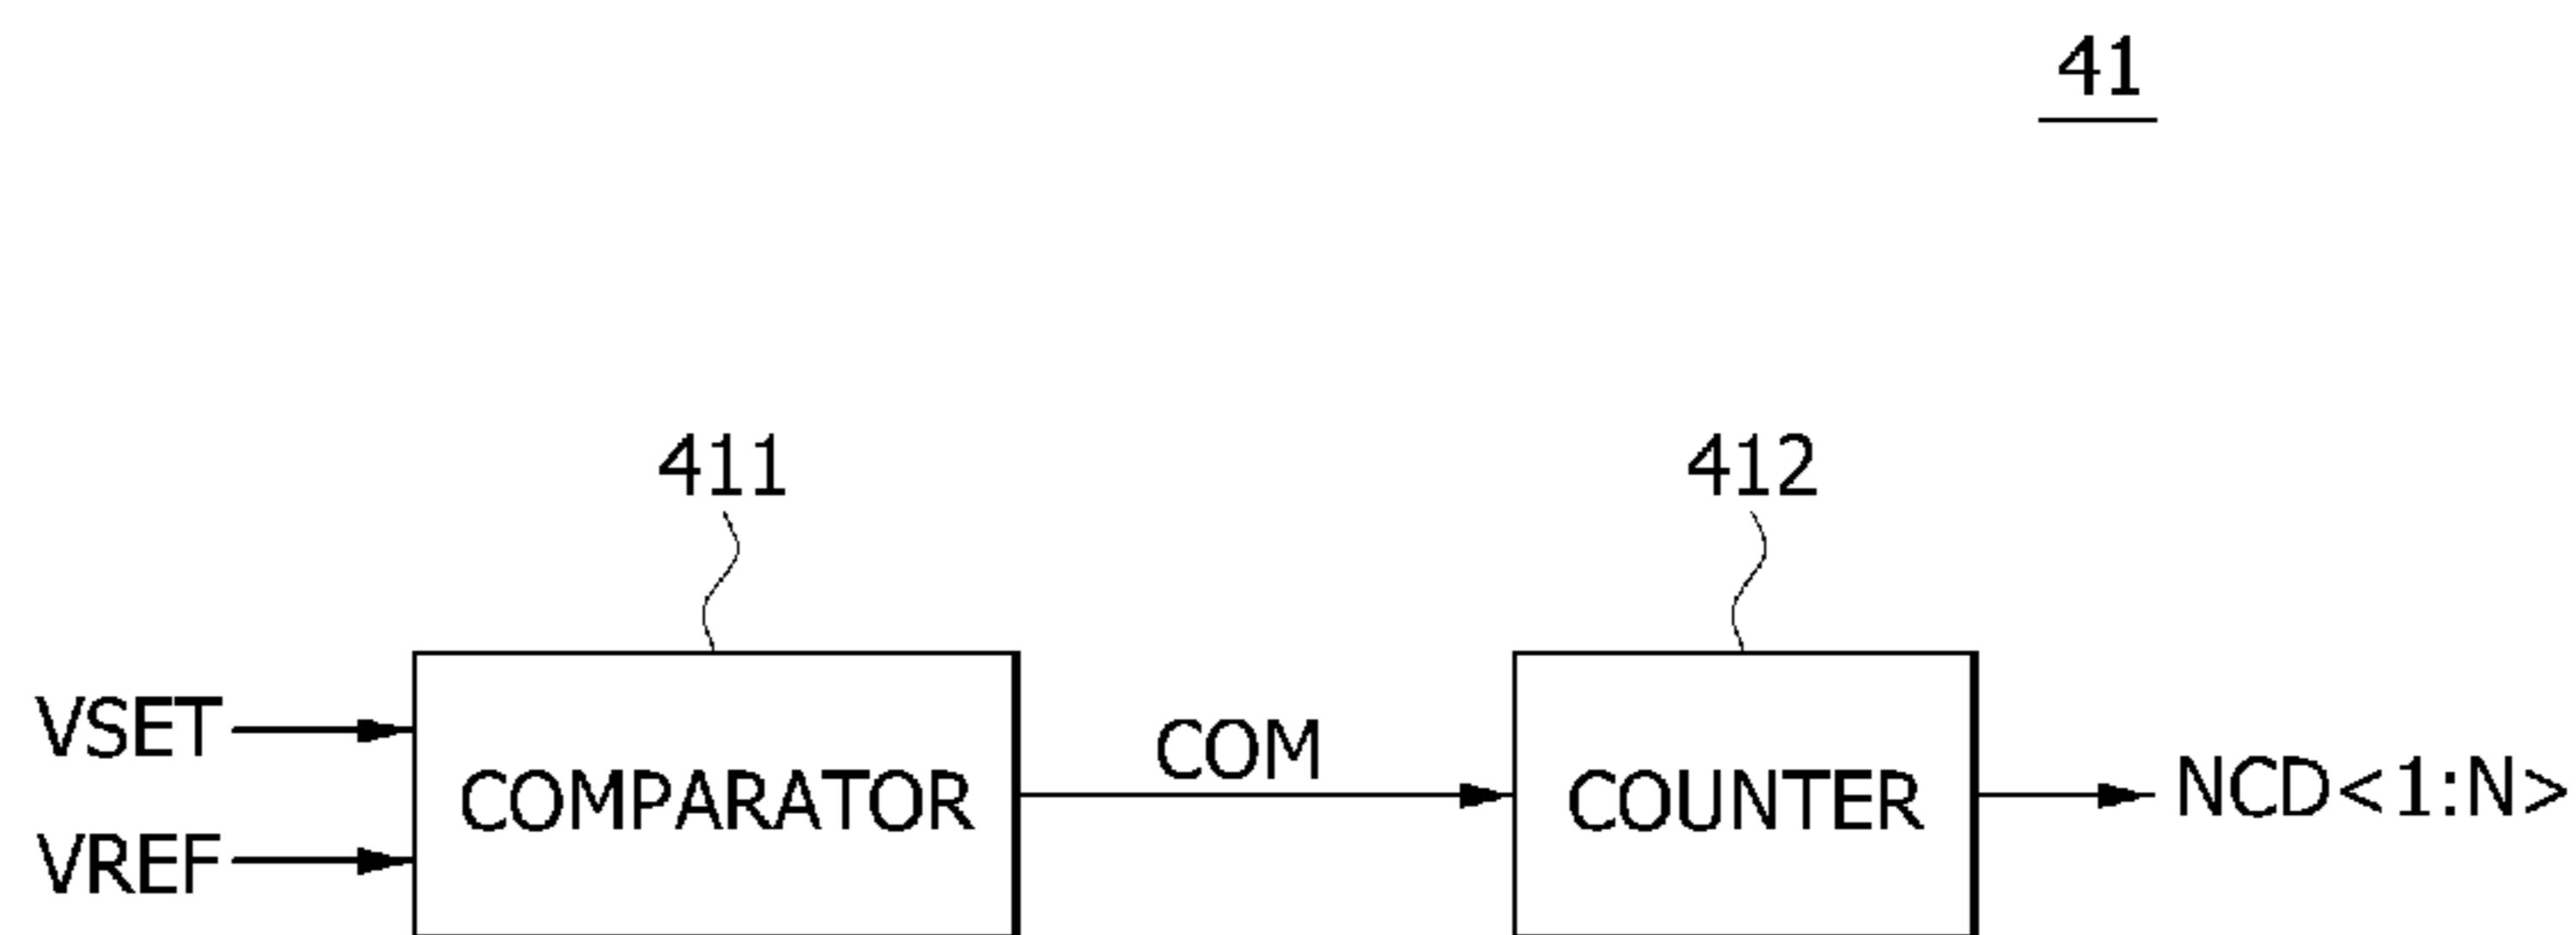 41
411
412
VSET
VREF
COMPARATOR
COM
COUNTER
NCD<1:N>